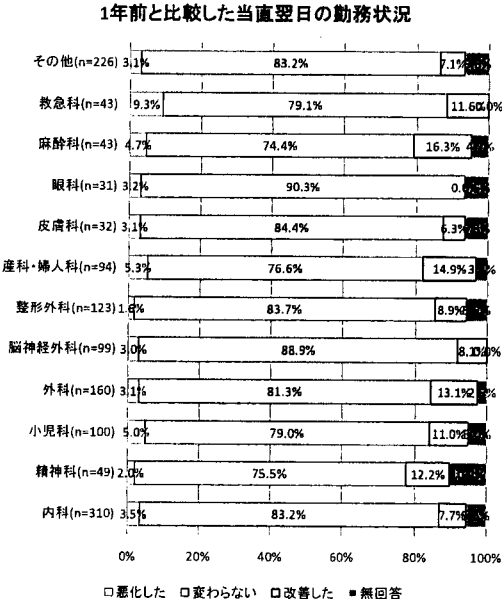 1年前と比較した当直翌日の勤務状況
その他(n=226) 3.1% 83.2% 7.1%
救急科(n=43) 9.3% 79.1% 11.6% 0.0%
麻酔科(n=43) 4.7% 74.4% 16.3%
眼科(n=31) 3.2% 90.3%
皮膚科(n=32) 3.1% 84.4% 6.3%
産科・婦人科(n=94) 5.3% 76.6% 14.9%
整形外科(n=123) 1.6% 83.7% 8.9%
脳神経外科(n=99) 3.0% 88.9% 8.1% 0.0%
外科(n=160) 3.1% 81.3% 13.1%
小児科(n=100) 5.0% 79.0% 11.0%
精神科(n=49) 2.0% 75.5% 12.2%
内科(n=310) 3.5% 83.2% 7.7%
0% 20% 40% 60% 80% 100%
□悪化した □変わらない □改善した ■無回答